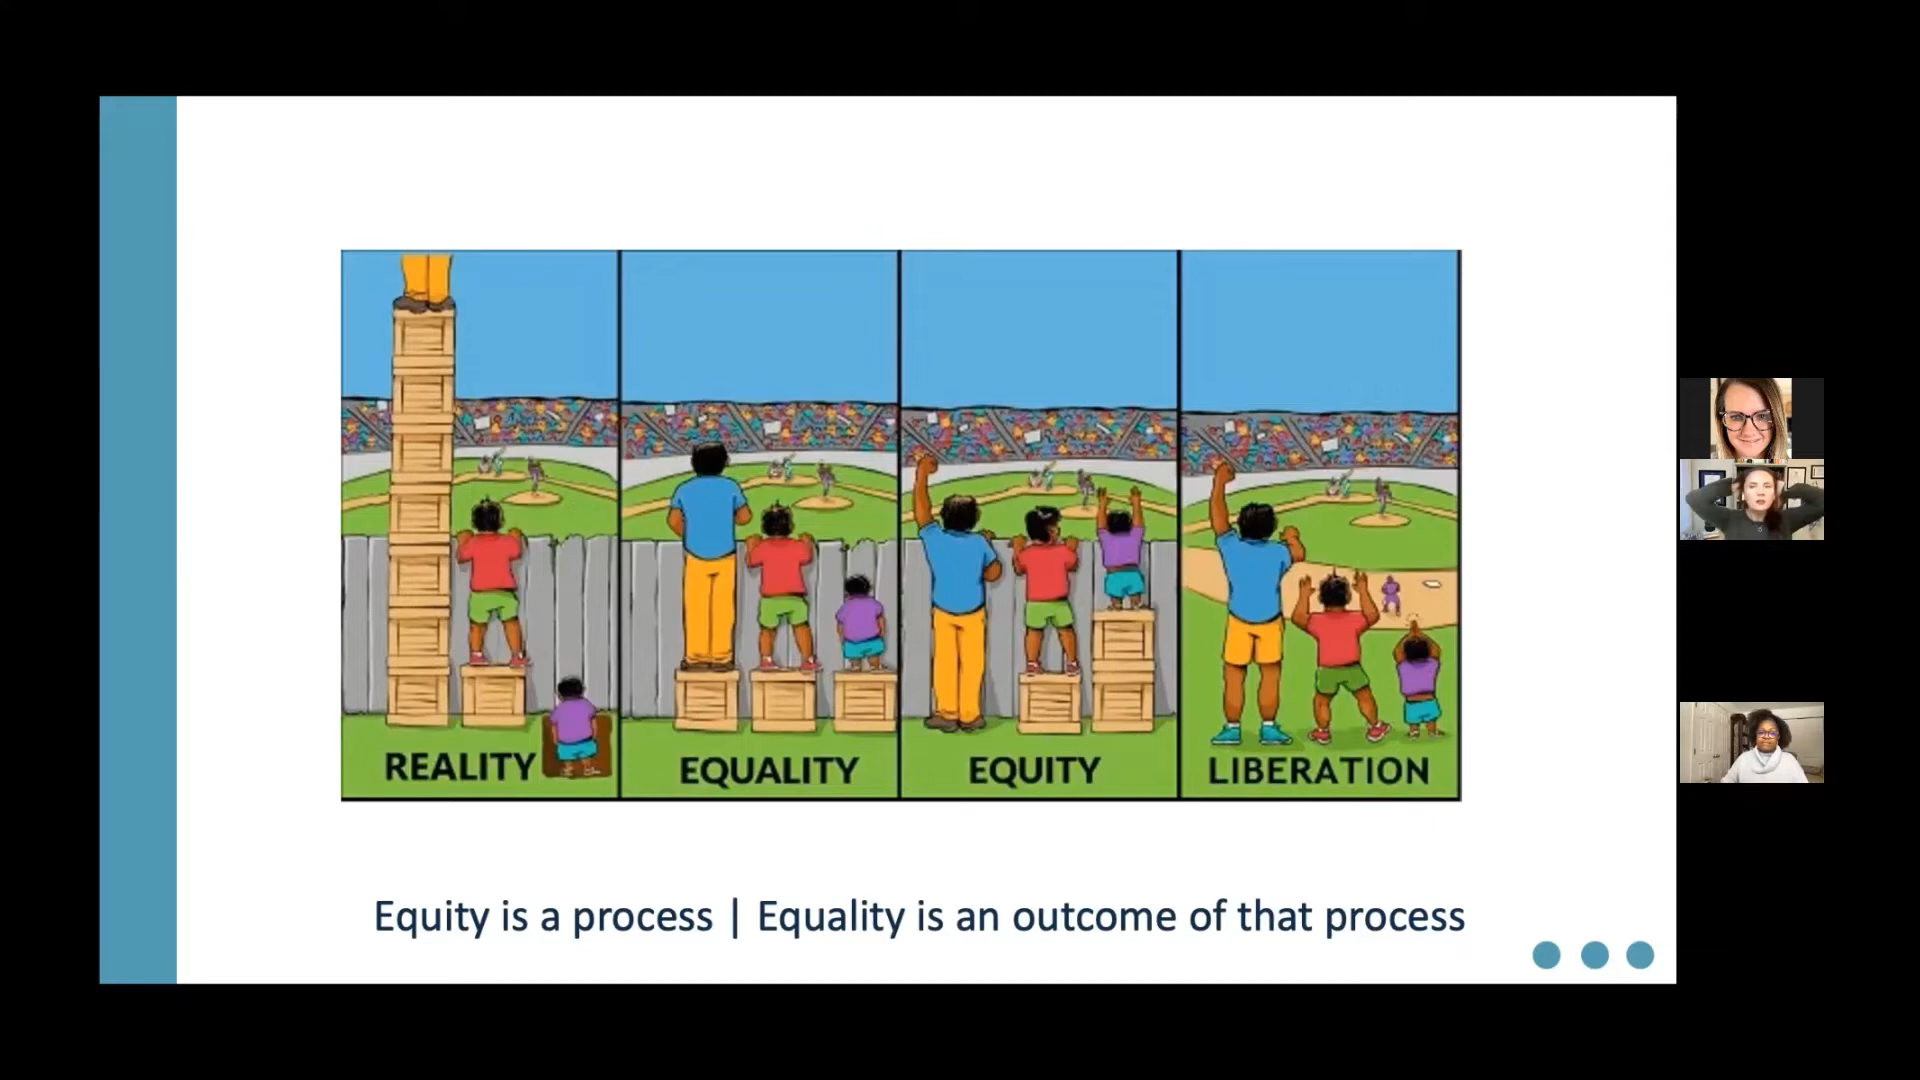 REALITY
EQUALITY
EQUITY
LIBERATION
Equity is a process | Equality is an outcome of that process